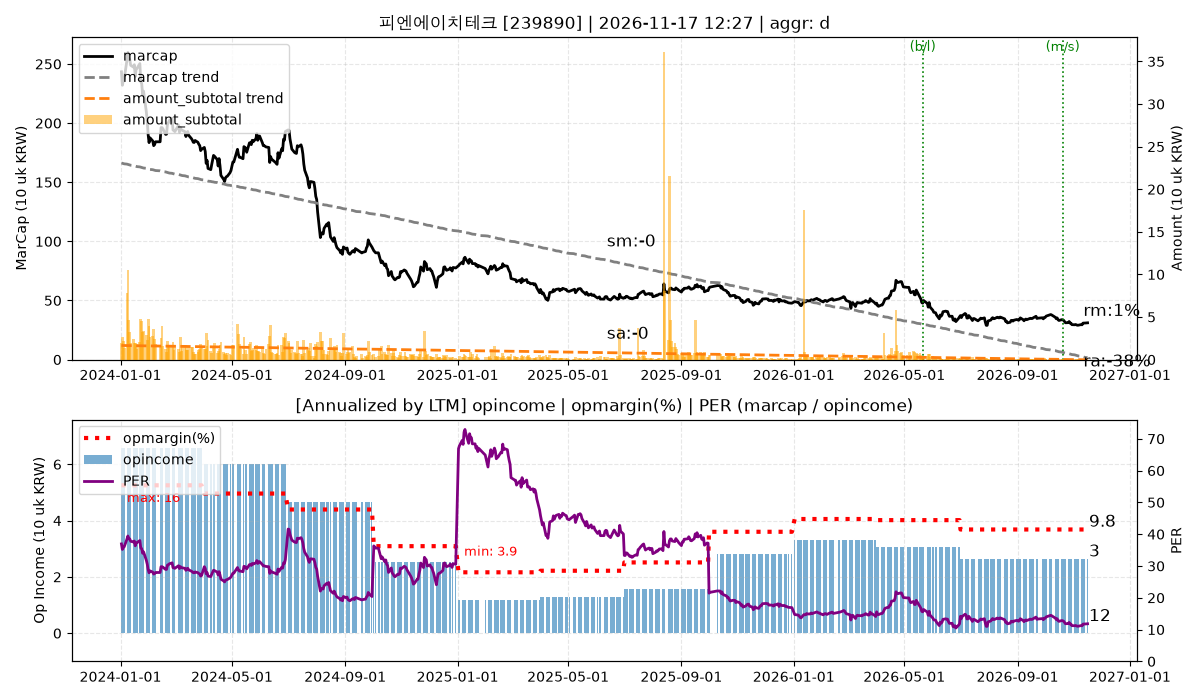 피엔에이치테크 [239890] | 2026-11-17 12:27 | aggr: d
(b/l)
(m/s)
marcap
marcap trend
amount_subtotal trend
amount_subtotal
MarCap (10 uk KRW)
250
200
150
100
50
0
35
30
25
20
15
10
5
0
Amount (10 uk KRW)
sm:-0
sa:-0
rm:1%
ra:-38%
2024-01-01 2024-05-01 2024-09-01 2025-01-01 2025-05-01 2025-09-01 2026-01-01 2026-05-01 2026-09-01 2027-01-01
[Annualized by LTM] opincome | opmargin(%) | PER (marcap / opincome)
opmargin(%)
opincome
PER
max: 16
min: 3.9
Op Income (10 uk KRW)
6
4
2
0
70
60
50
40
30
20
10
0
PER
9.8
3
12
2024-01-01 2024-05-01 2024-09-01 2025-01-01 2025-05-01 2025-09-01 2026-01-01 2026-05-01 2026-09-01 2027-01-01